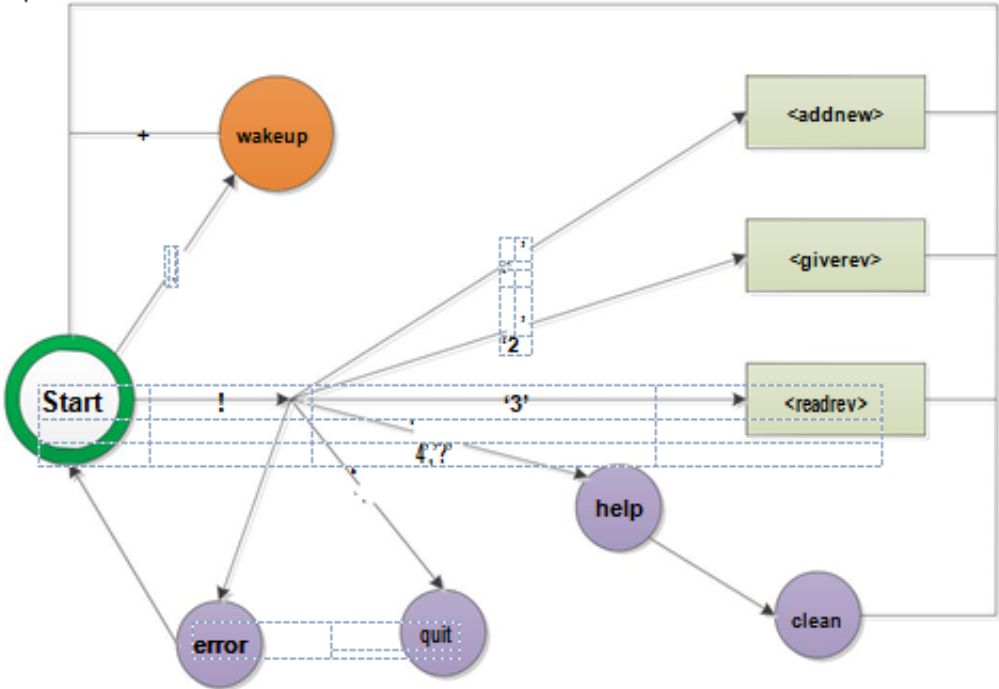 <addnew>
wakeup
+
<giverev>
‘2
Start
!
‘3’
<readrev>
4’,’?’
help
clean
error
quit